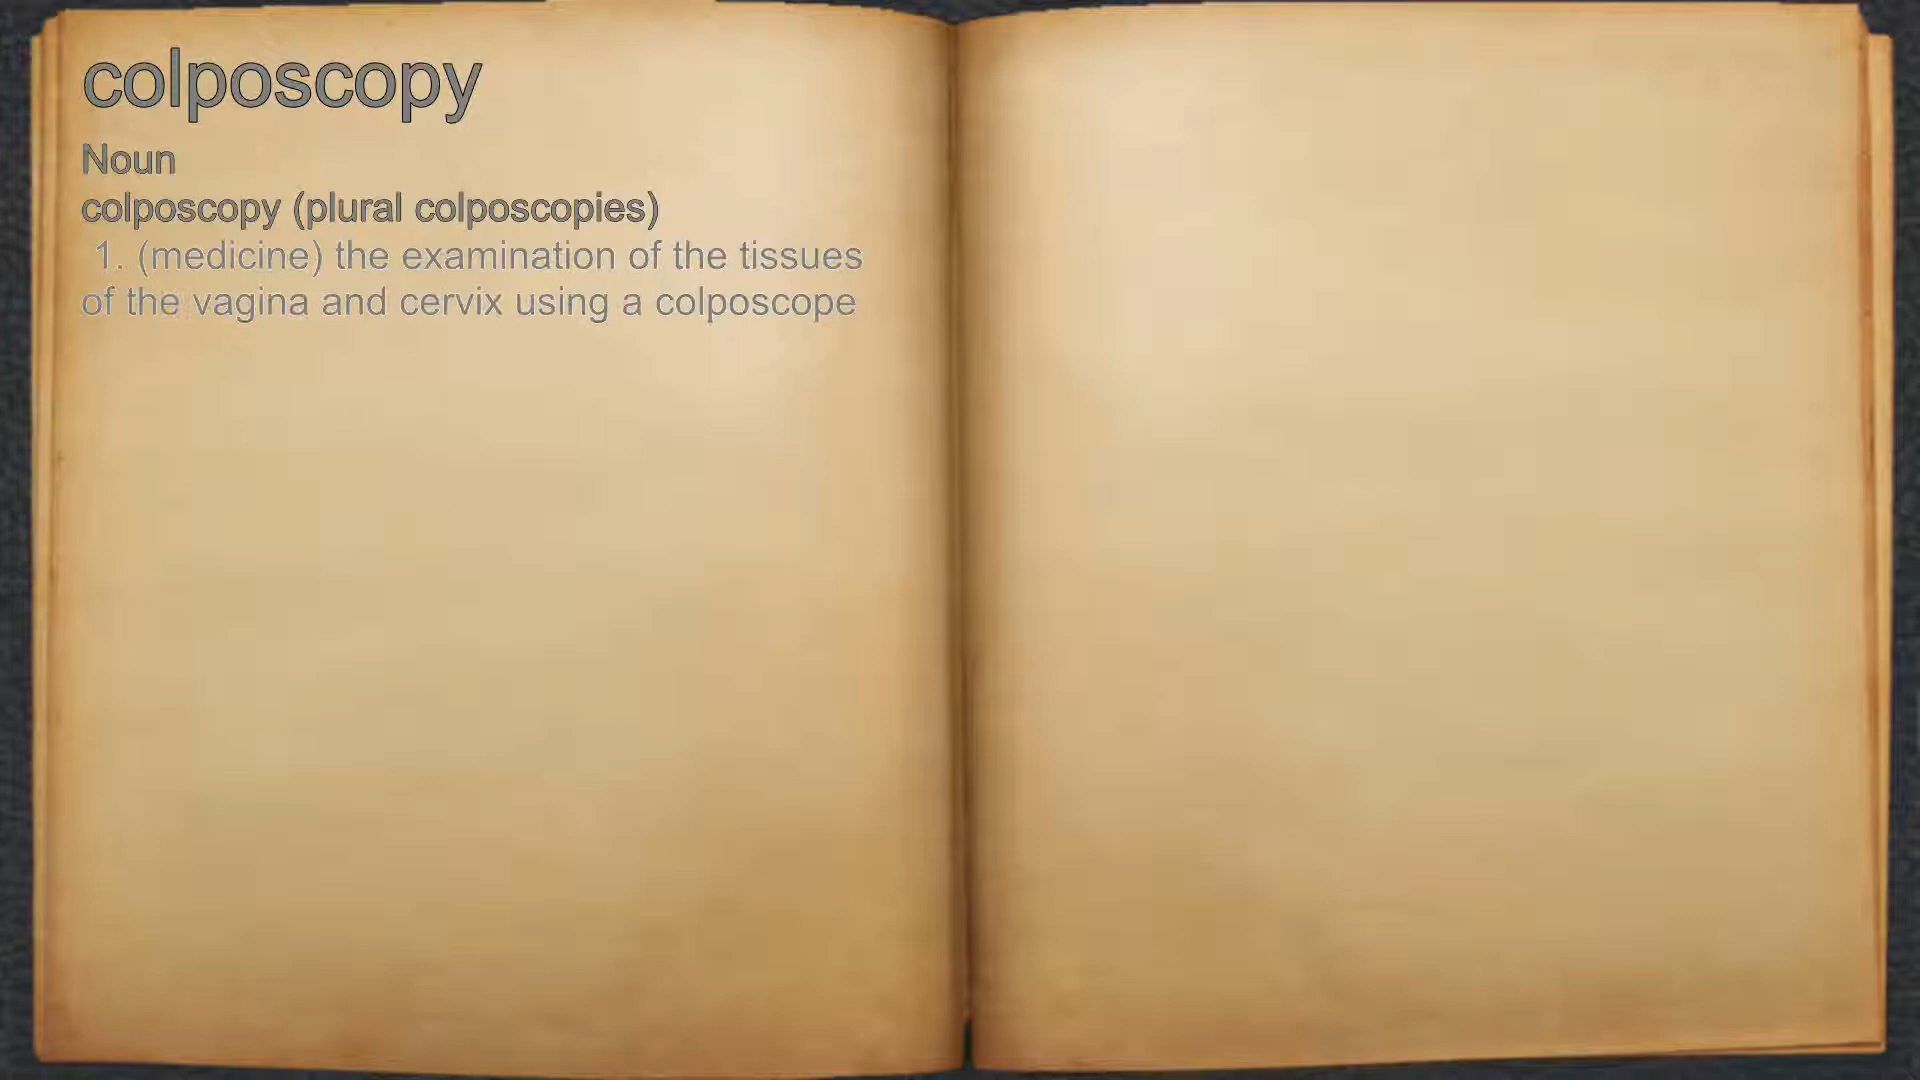 colposcopy
Noun
colposcopy (plural colposcopies)
1. (medicine) the examination of the tissues
of the vagina and cervix using a colposcope